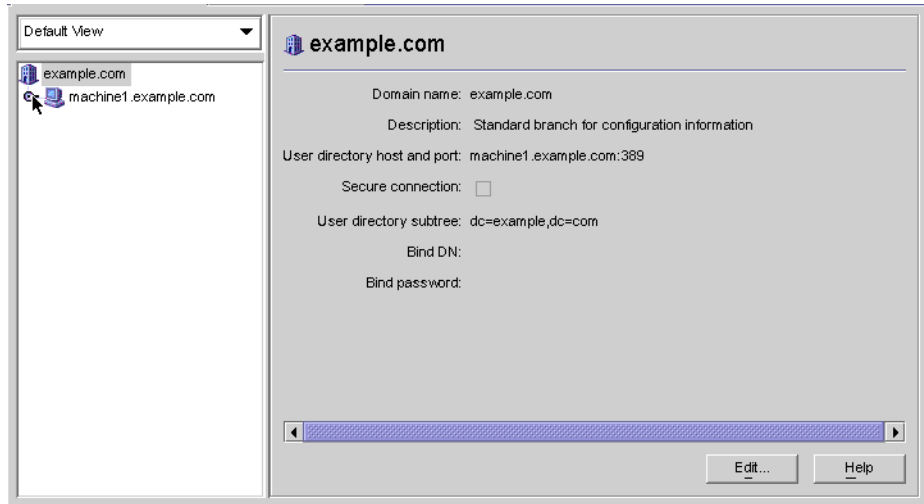 Default View
example.com
machine1.example.com
example.com
Domain name: example.com
Description: Standard branch for configuration information
User directory host and port: machine1.example.com:389
Secure connection:
User directory subtree: dc=example,dc=com
Bind DN:
Bind password:
Edit... Help